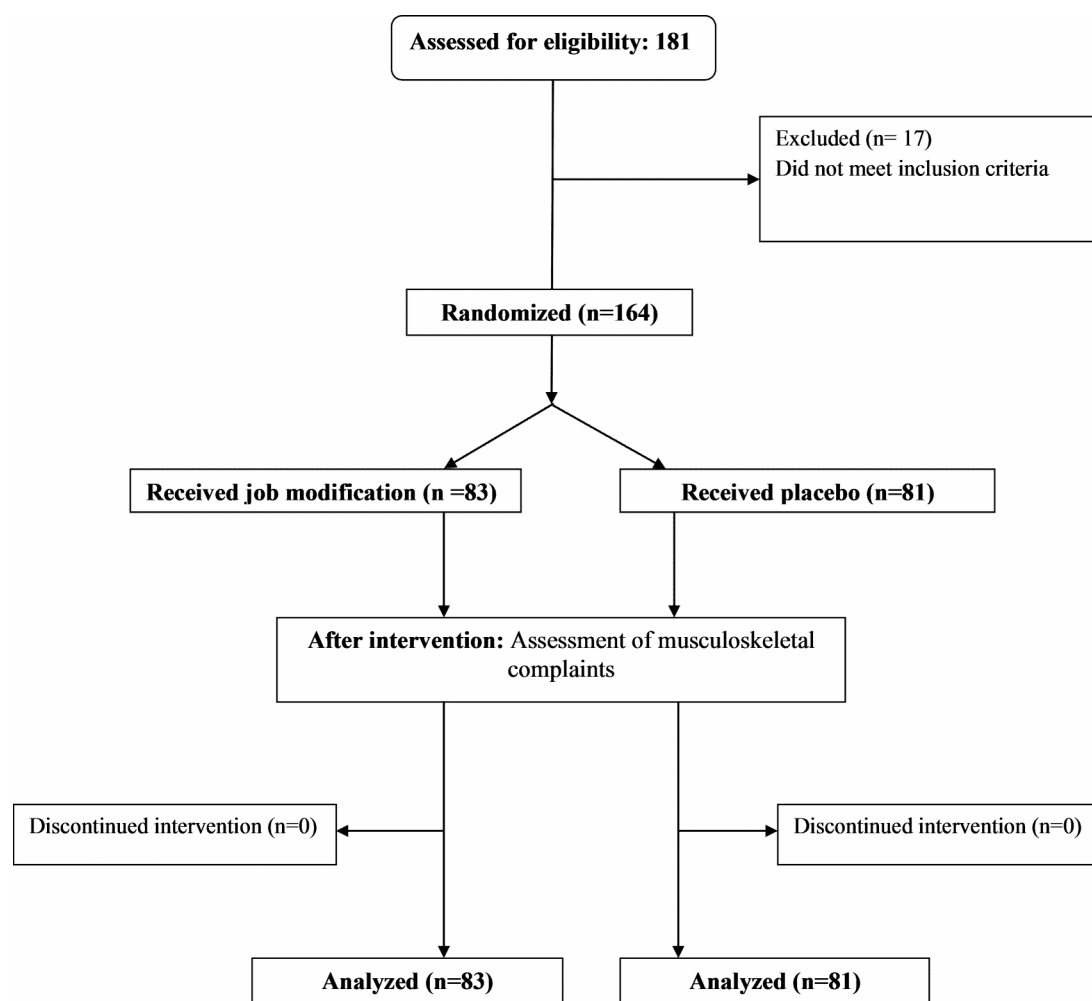 Assessed for eligibility: 181
Excluded (n= 17)
Did not meet inclusion criteria
Randomized (n=164)
Received job modification (n =83)
Received placebo (n=81)
After intervention: Assessment of musculoskeletal
complaints
Discontinued intervention (n=0)
Discontinued intervention (n=0)
Analyzed (n=83)
Analyzed (n=81)